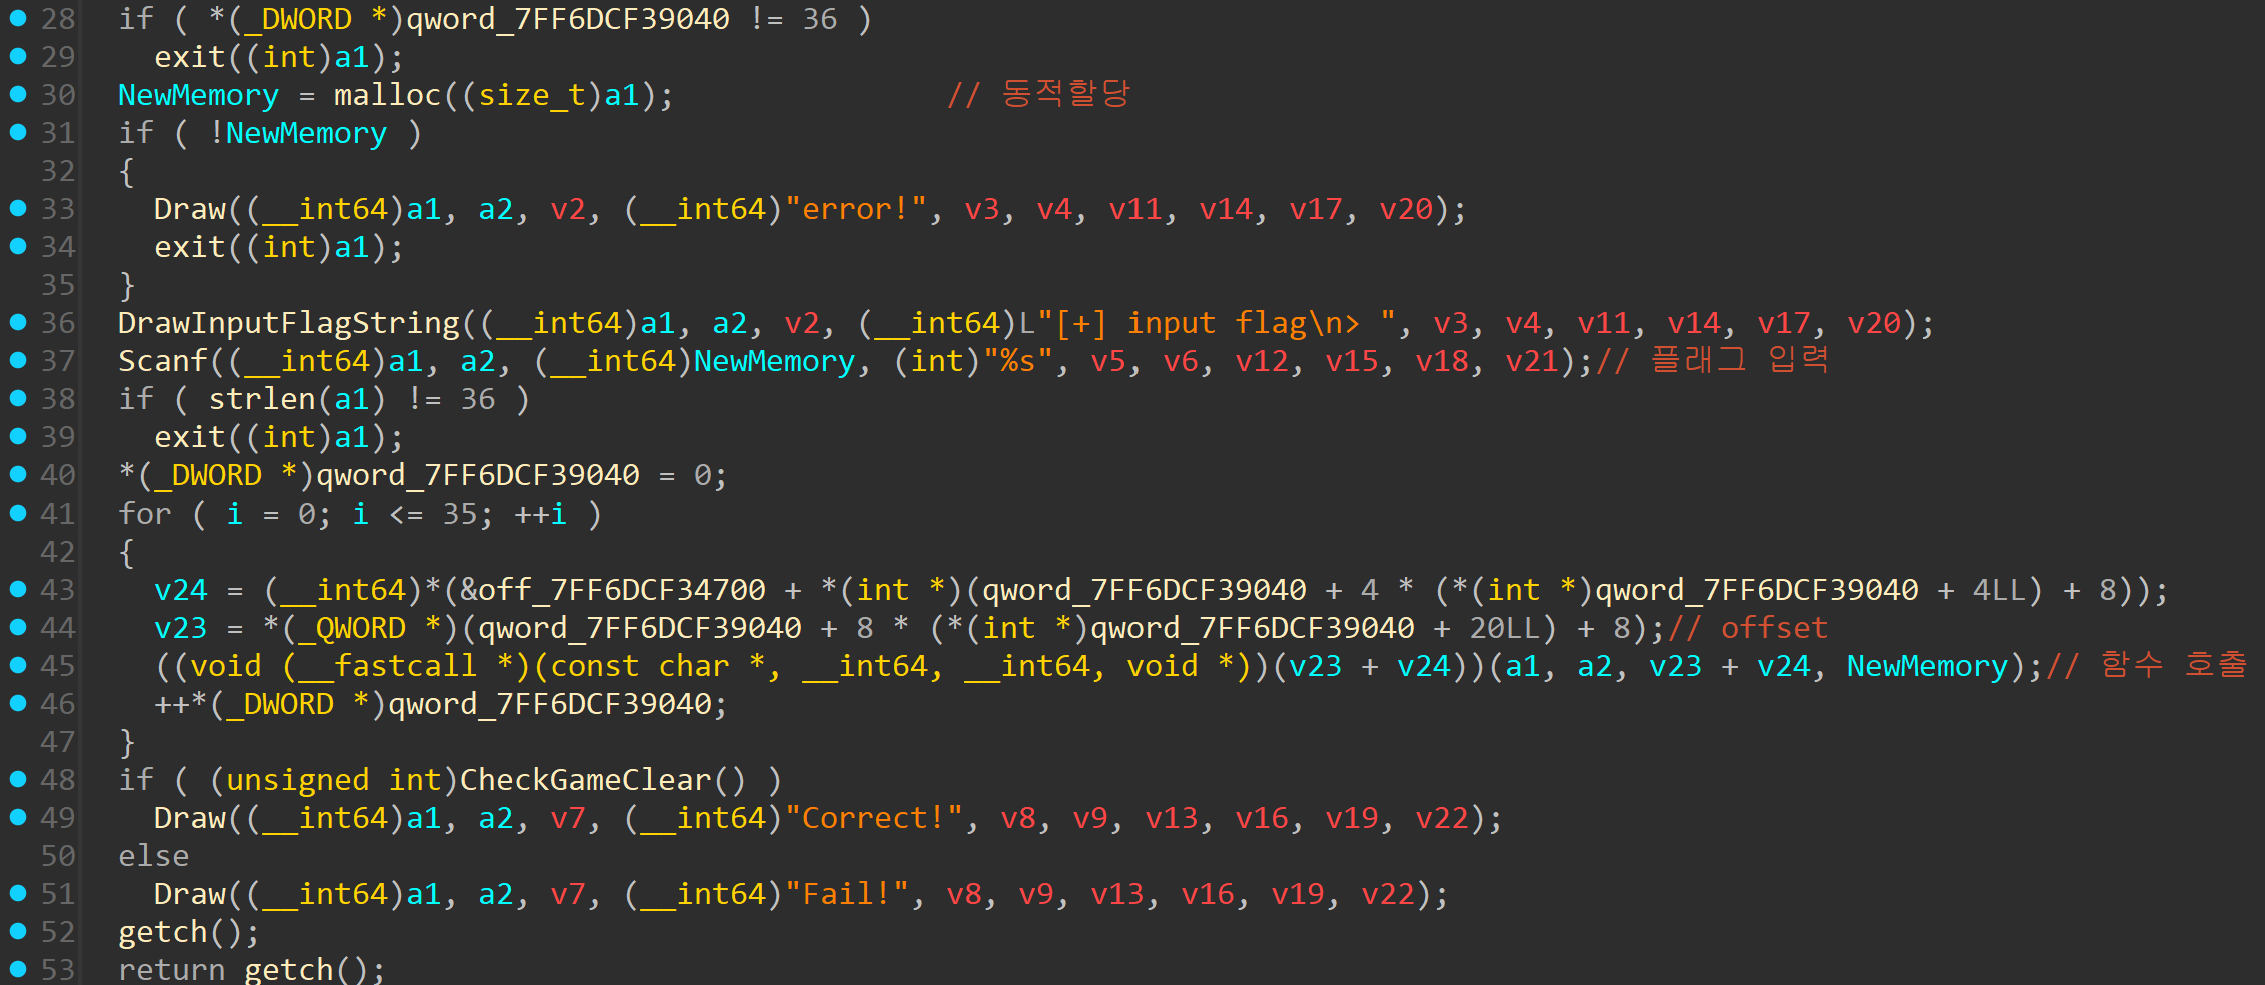 28 if ( *(_DWORD *)qword_7FF6DCF39040 != 36 )
29 exit((int)a1);
30 NewMemory = malloc((size_t)a1); // 동적할당
31 if ( !NewMemory )
32 {
33 Draw((__int64)a1, a2, v2, (__int64)"error!", v3, v4, v11, v14, v17, v20);
34 exit((int)a1);
35 }
36 DrawInputFlagString((__int64)a1, a2, v2, (__int64)L"[+] input flag\n> ", v3, v4, v11, v14, v17, v20);
37 Scanf((__int64)a1, a2, (__int64)NewMemory, (int)"%s", v5, v6, v12, v15, v18, v21);// 플래그 입력
38 if ( strlen(a1) != 36 )
39 exit((int)a1);
40 *(_DWORD *)qword_7FF6DCF39040 = 0;
41 for ( i = 0; i <= 35; ++i )
42 {
43 v24 = (__int64)*(&off_7FF6DCF34700 + *(int *)(qword_7FF6DCF39040 + 4 * (*(int *)qword_7FF6DCF39040 + 4LL) + 8));
44 v23 = *(_QWORD *)(qword_7FF6DCF39040 + 8 * (*(int *)qword_7FF6DCF39040 + 20LL) + 8);// offset
45 ((void (__fastcall *)(const char *, __int64, __int64, void *))(v23 + v24))(a1, a2, v23 + v24, NewMemory);// 함수 호출
46 ++*(_DWORD *)qword_7FF6DCF39040;
47 }
48 if ( (unsigned int)CheckGameClear() )
49 Draw((__int64)a1, a2, v7, (__int64)"Correct!", v8, v9, v13, v16, v19, v22);
50 else
51 Draw((__int64)a1, a2, v7, (__int64)"Fail!", v8, v9, v13, v16, v19, v22);
52 getch();
53 return getch();